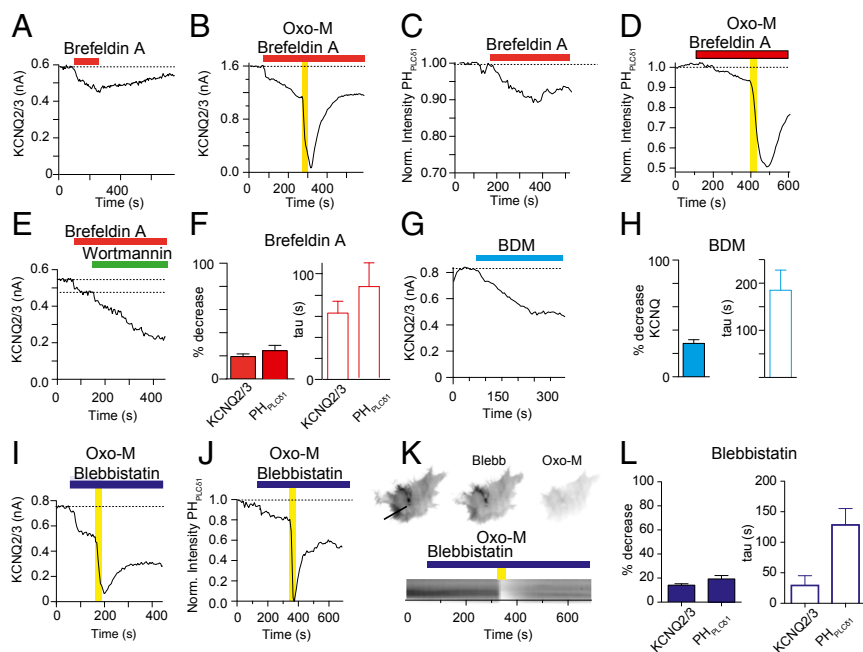 A
Brefeldin A
KCNQ2/3 (nA)
0.6
0.4
0.2
0.0
0
400
Time (s)
B
Oxo-M
Brefeldin A
KCNQ2/3 (nA)
1.6
1.2
0.8
0.4
0.0
0
200
400
600
Time (s)
C
Brefeldin A
Norm. Intensity PHPLCδ1
1.00
0.90
0.80
0.70
0
200
400
Time (s)
D
Oxo-M
Brefeldin A
Norm. Intensity PHPLCδ1
1.0
0.9
0.8
0.7
0.6
0.5
0
200
400
600
Time (s)
E
Brefeldin A
Wortmannin
KCNQ2/3 (nA)
0.6
0.4
0.2
0.0
0
200
400
Time (s)
F
Brefeldin A
% decrease
100
0
KCNQ2/3
PHPLCδ1
tau (s)
100
50
0
KCNQ2/3
PHPLCδ1
G
BDM
KCNQ2/3 (nA)
0.8
0.4
0.0
0
150
300
Time (s)
H
BDM
% decrease
KCNQ
100
0
tau (s)
200
100
0
I
Oxo-M
Blebbistatin
KCNQ2/3 (nA)
0.8
0.4
0.2
0
0
200
400
Time (s)
J
Oxo-M
Blebbistatin
Norm. Intensity PHPLCδ1
1.0
0.8
0.6
0.4
0.2
0
0
200
400
600
Time (s)
K
Blebb
Oxo-M
Oxo-M
Blebbistatin
0
200
400
600
Time (s)
L
Blebbistatin
% decrease
100
80
60
40
20
0
KCNQ2/3
PHPLCδ1
tau (s)
200
150
100
50
0
KCNQ2/3
PHPLCδ1